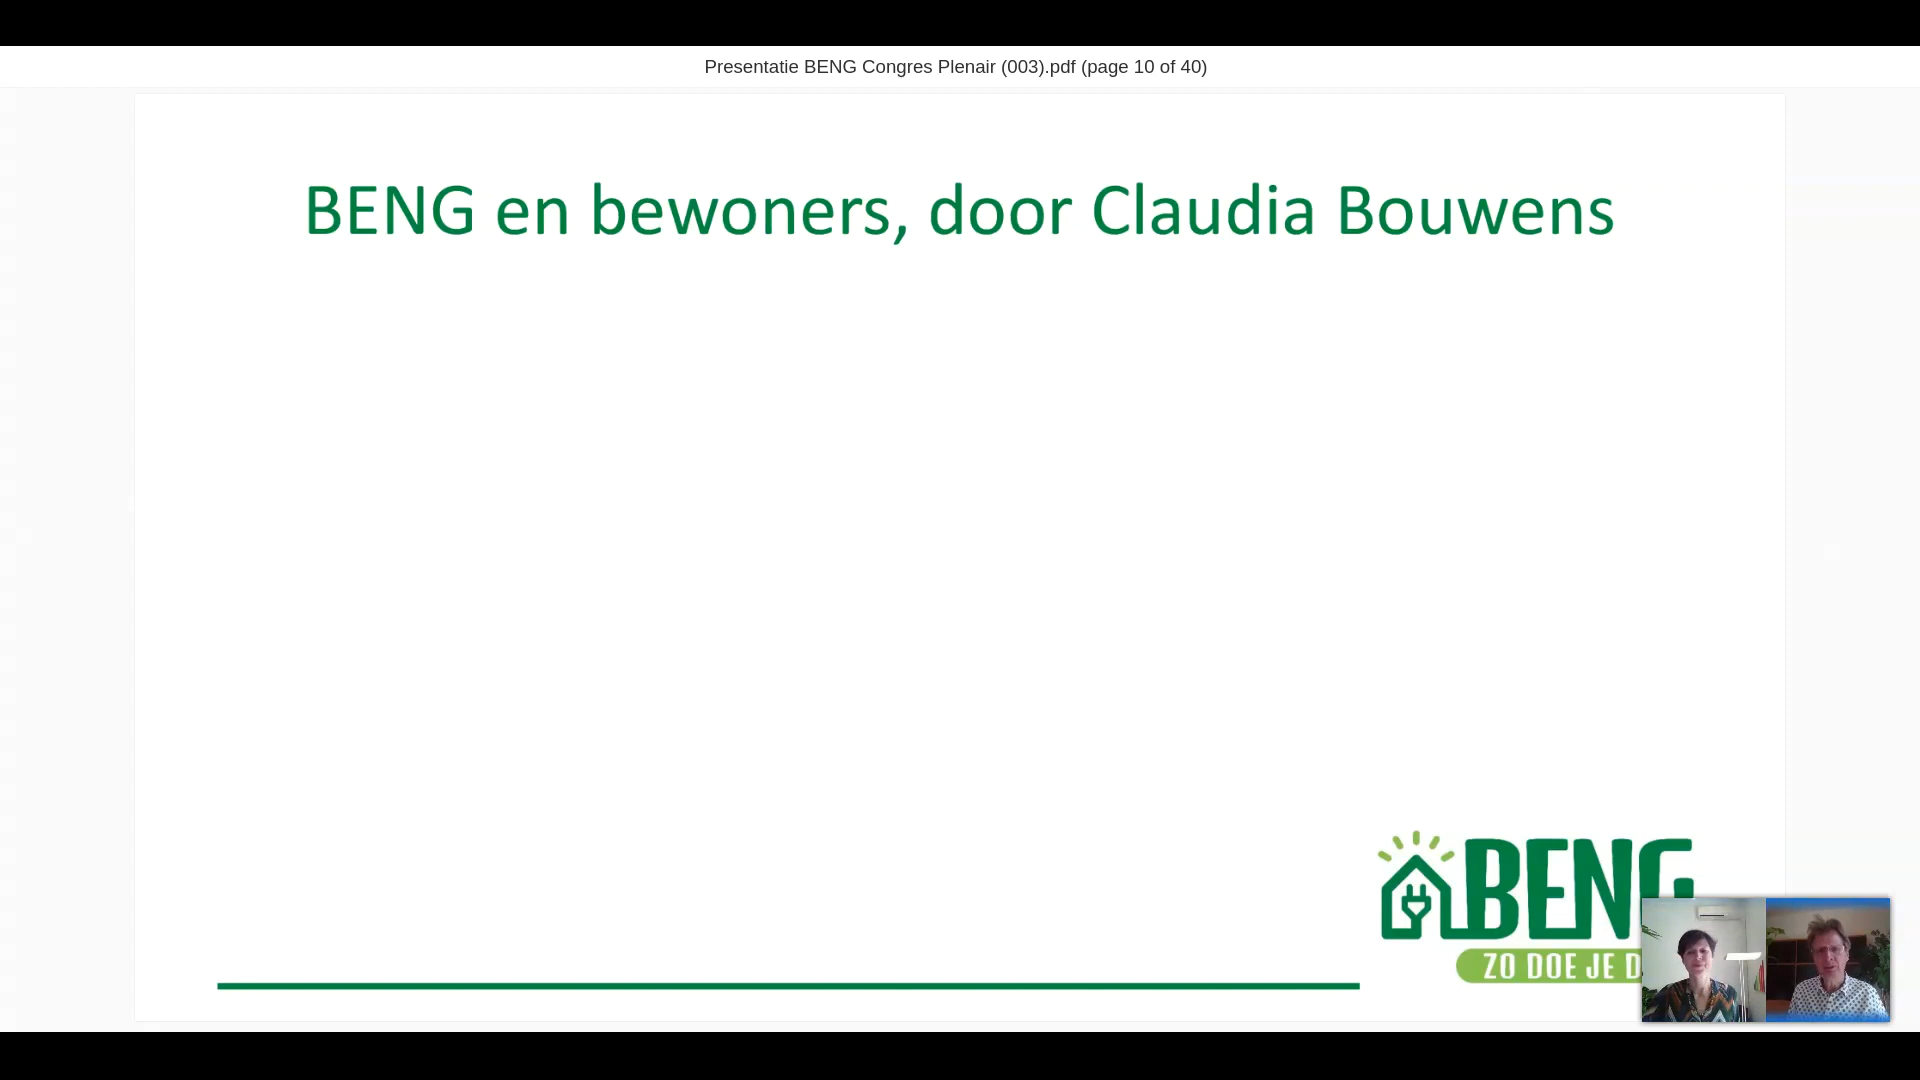 Presentatie BENG Congres Plenair (003).pdf (page 10 of 40)
BENG en bewoners, door Claudia Bouwens
BENG
ZO DOE JE